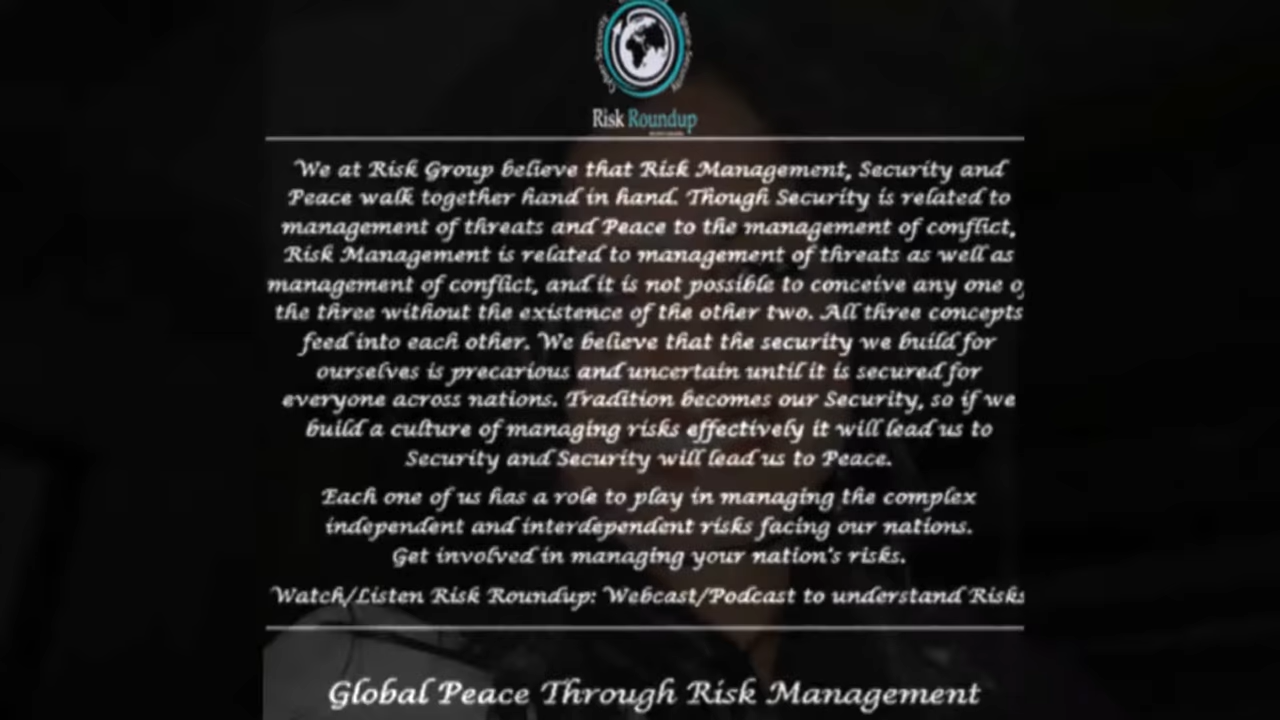 Cyber Security
Space Security
Risk Roundup
We at Risk Group believe that Risk Management, Security and
Peace walk together hand in hand. Though Security is related to
management of threats and Peace to the management of conflict,
Risk Management is related to management of threats as well as
management of conflict, and it is not possible to conceive any one of
the three without the existence of the other two. All three concepts
feed into each other. We believe that the security we build for
ourselves is precarious and uncertain until it is secured for
everyone across nations. Tradition becomes our Security, so if we
build a culture of managing risks effectively it will lead us to
Security and Security will lead us to Peace.
Each one of us has a role to play in managing the complex
independent and interdependent risks facing our nations.
Get involved in managing your nation's risks.
Watch/Listen Risk Roundup: Webcast/Podcast to understand Risks
Global Peace Through Risk Management